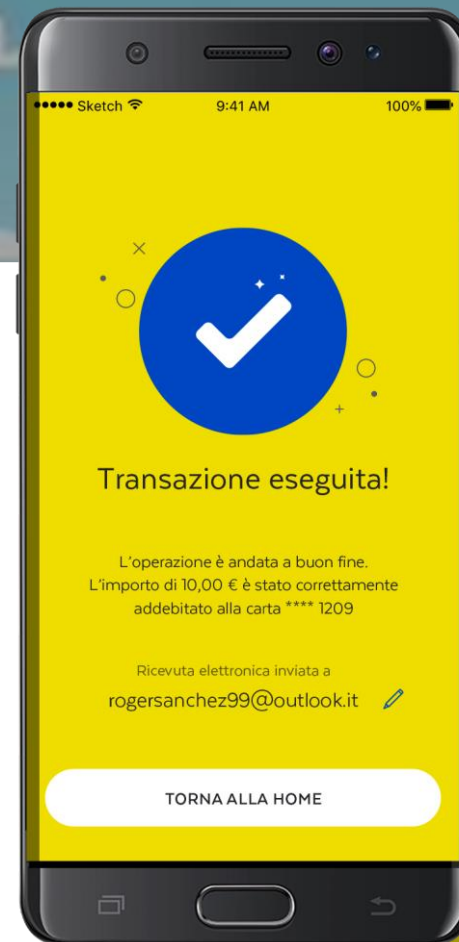 Sketch 9:41 AM 100%
Transazione eseguita!
L'operazione è andata a buon fine.
L'importo di 10,00 € è stato correttamente
addebitato alla carta **** 1209
Ricevuta elettronica inviata a
rogersanchez99@outlook.it
TORNA ALLA HOME